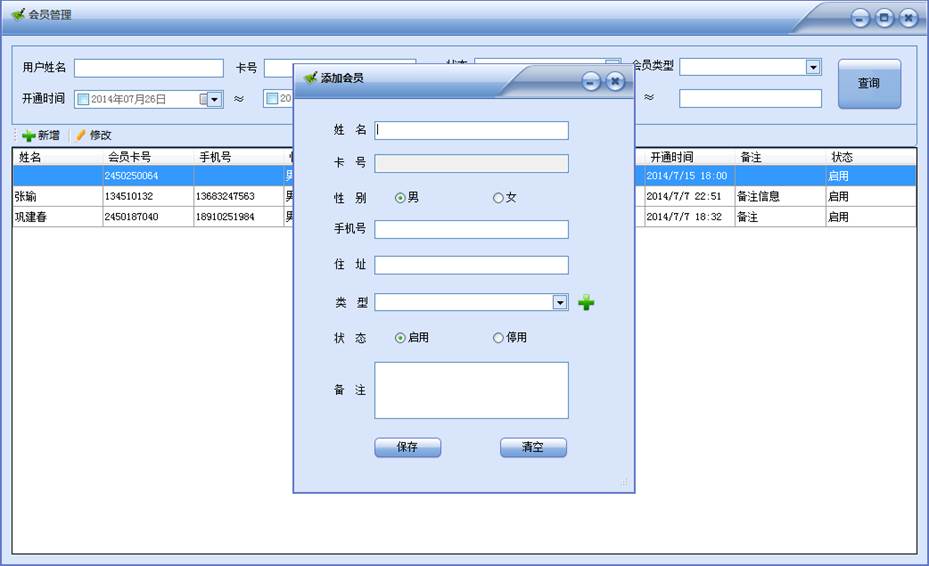 会员管理
用户姓名 卡号 会员类型
查询
开通时间 2014年07月26日 ≈ 20 ≈
新增 修改
姓名 会员卡号 手机号 开通时间 备注 状态
2450250064 男 2014/7/15 18:00 启用
张瑜 134510132 13683247563 男 2014/7/7 22:51 备注信息 启用
巩建春 2450187040 18910251984 男 2014/7/7 18:32 备注 启用
添加会员
姓 名
卡 号
性 别 男 女
手机号
住 址
类 型
状 态 启用 停用
备 注
保存 清空